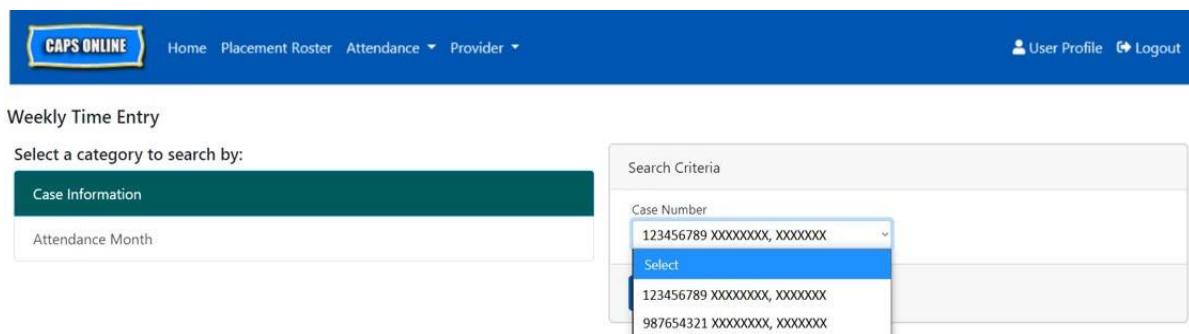 CAPS ONLINE
Home Placement Roster Attendance Provider
User Profile Logout
Weekly Time Entry
Select a category to search by:
Case Information
Attendance Month
Search Criteria
Case Number
123456789 XXXXXXXX, XXXXXXX
Select
123456789 XXXXXXXX, XXXXXXX
987654321 XXXXXXXX, XXXXXXX